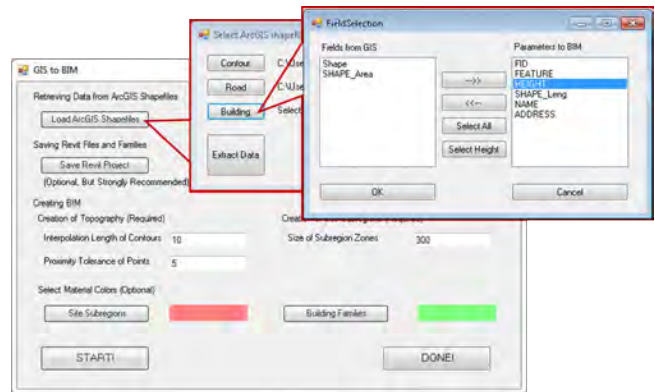 FieldSelection
Fields from GIS
Parameters to BIM
Shape
SHAPE_Area
FID
FEATURE
HEIGHT
SHAPE_Leng
NAME
ADDRESS
-->>
<<--
Select All
Select Height
OK
Cancel
Select ArcGIS shapefil
Contour
Road
Building
Select
Extract Data
GIS to BIM
Retrieving Data from ArcGIS Shapefiles
Load ArcGIS Shapefiles
Saving Revit Files and Families
Save Revit Project
(Optional, But Strongly Recommended)
Creating BIM
Creation of Topography (Required)
Interpolation Length of Contours 10
Size of Subregion Zones 300
Proximity Tolerance of Points 5
Select Material Colors (Optional)
Site Subregions
Building Families
START!
DONE!